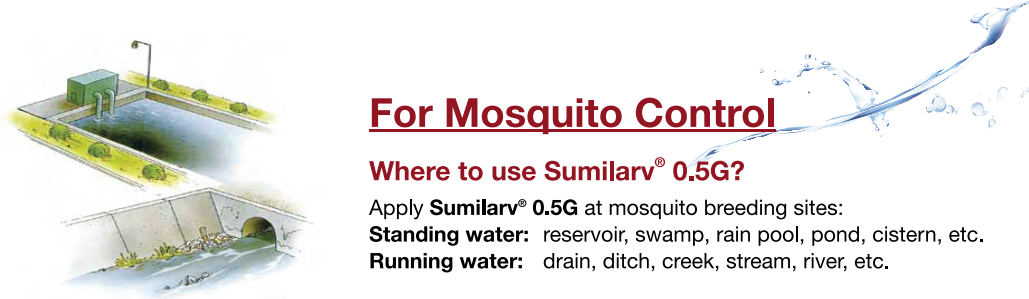 For Mosquito Control
Where to use Sumilarv® 0.5G?
Apply Sumilarv® 0.5G at mosquito breeding sites:
Standing water: reservoir, swamp, rain pool, pond, cistern, etc.
Running water: drain, ditch, creek, stream, river, etc.